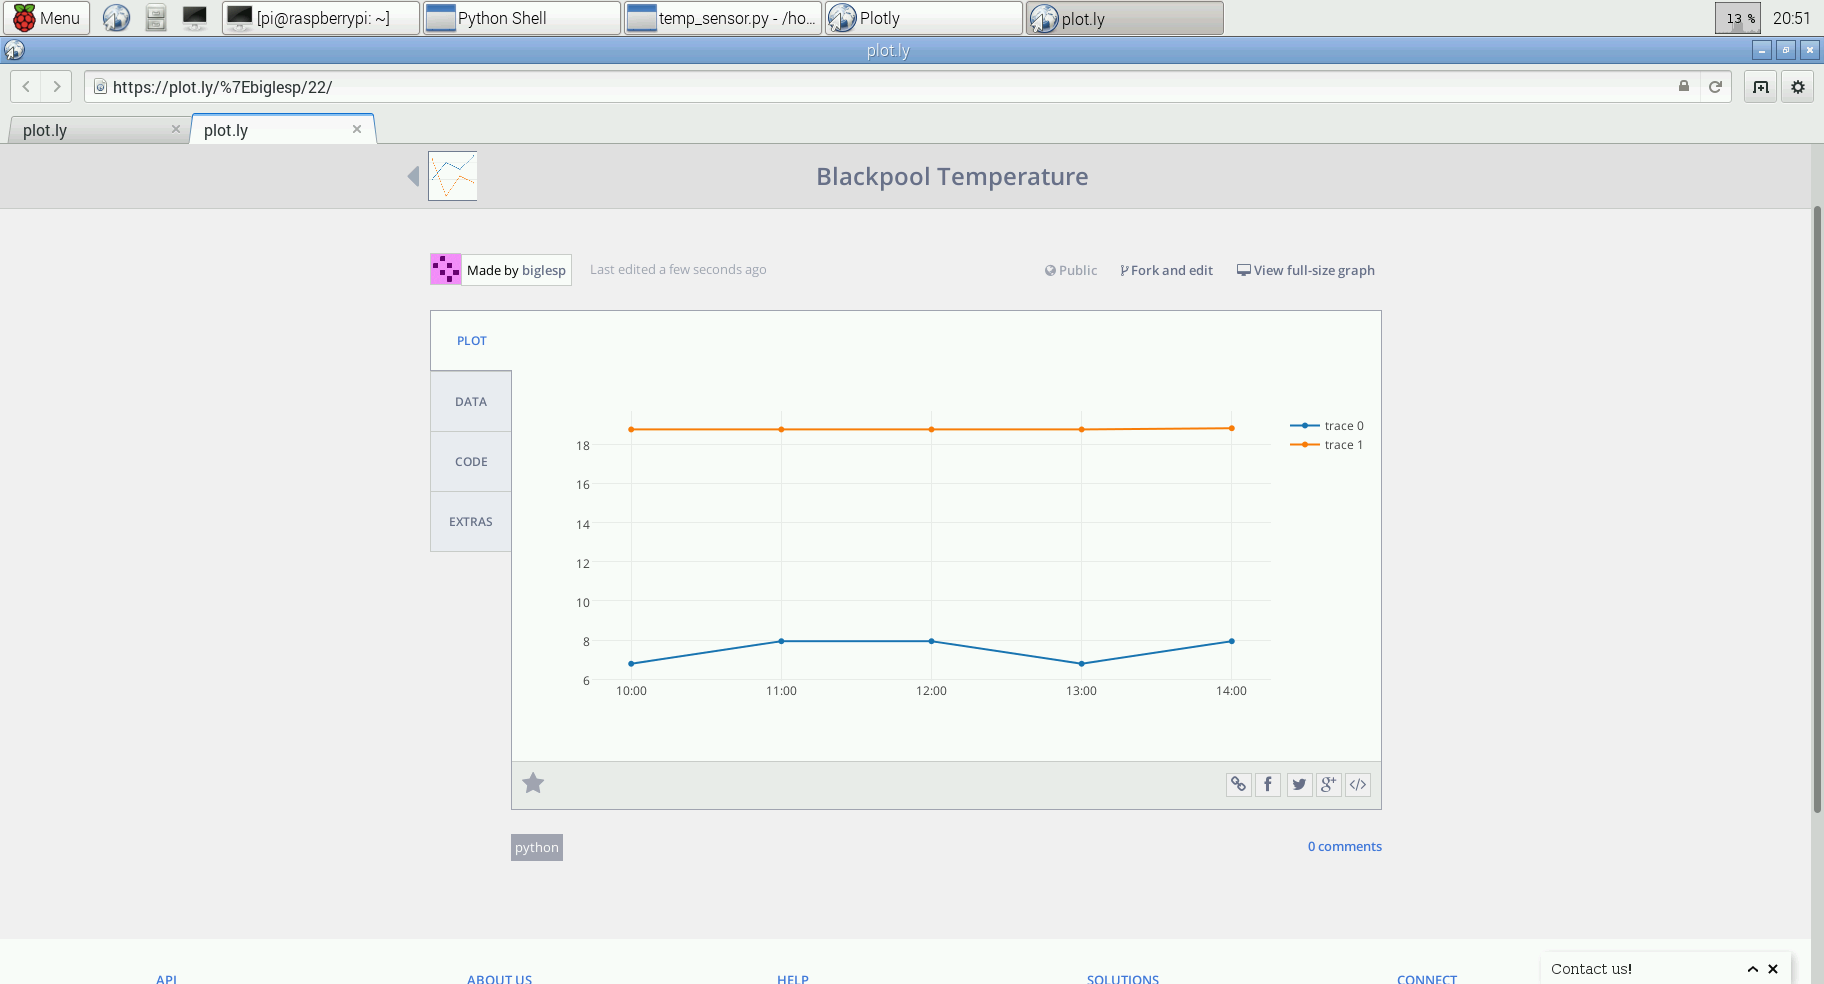 Menu [pi@raspberrypi: ~] Python Shell temp_sensor.py - /ho... Plotly plot.ly 13 % 20:51
plot.ly
https://plot.ly/%7Ebiglesp/22/
plot.ly plot.ly
Blackpool Temperature
Made by biglesp Last edited a few seconds ago Public Fork and edit View full-size graph
PLOT
DATA
CODE
EXTRAS
trace 0
trace 1
18
16
14
12
10
8
6
10:00 11:00 12:00 13:00 14:00
python 0 comments
API ABOUT US HELP SOLUTIONS CONNECT
Contact us!